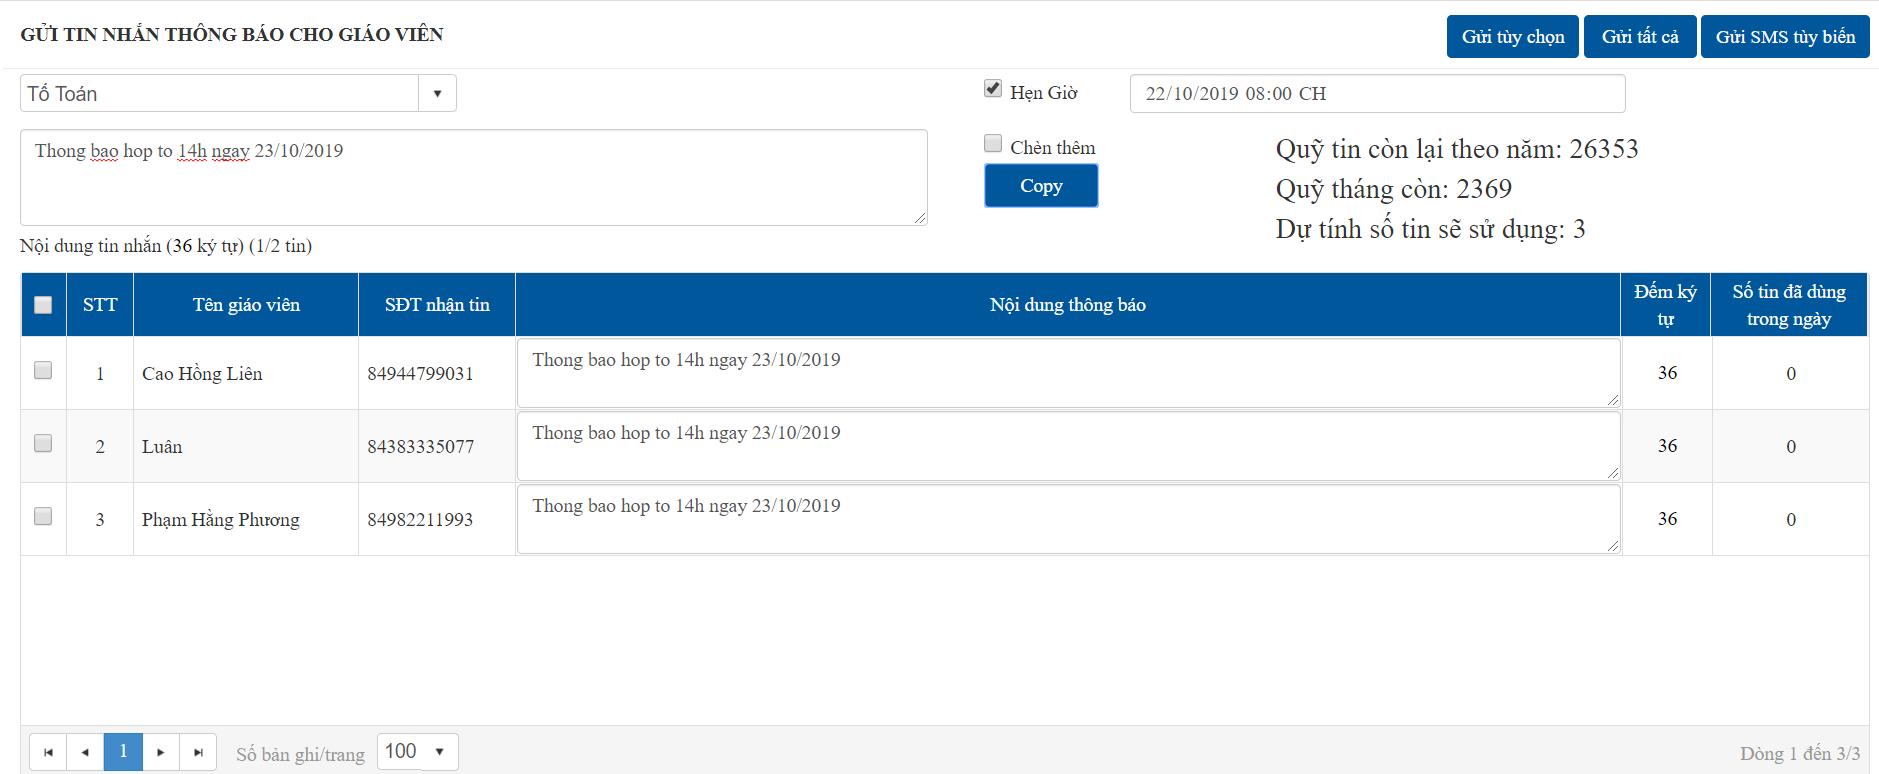 GỬI TIN NHẮN THÔNG BÁO CHO GIÁO VIÊN
Gửi tùy chọn
Gửi tất cả
Gửi SMS tùy biến
Tổ Toán
Hẹn Giờ
22/10/2019 08:00 CH
Thong bao hop to 14h ngay 23/10/2019
Chèn thêm
Copy
Quỹ tin còn lại theo năm: 26353
Quỹ tháng còn: 2369
Dự tính số tin sẽ sử dụng: 3
Nội dung tin nhắn (36 ký tự) (1/2 tin)
STT Tên giáo viên SĐT nhận tin Nội dung thông báo Đếm ký tự Số tin đã dùng trong ngày
1 Cao Hồng Liên 84944799031 Thong bao hop to 14h ngay 23/10/2019 36 0
2 Luân 84383335077 Thong bao hop to 14h ngay 23/10/2019 36 0
3 Phạm Hằng Phương 84982211993 Thong bao hop to 14h ngay 23/10/2019 36 0
1 Số bản ghi/trang 100 Dòng 1 đến 3/3